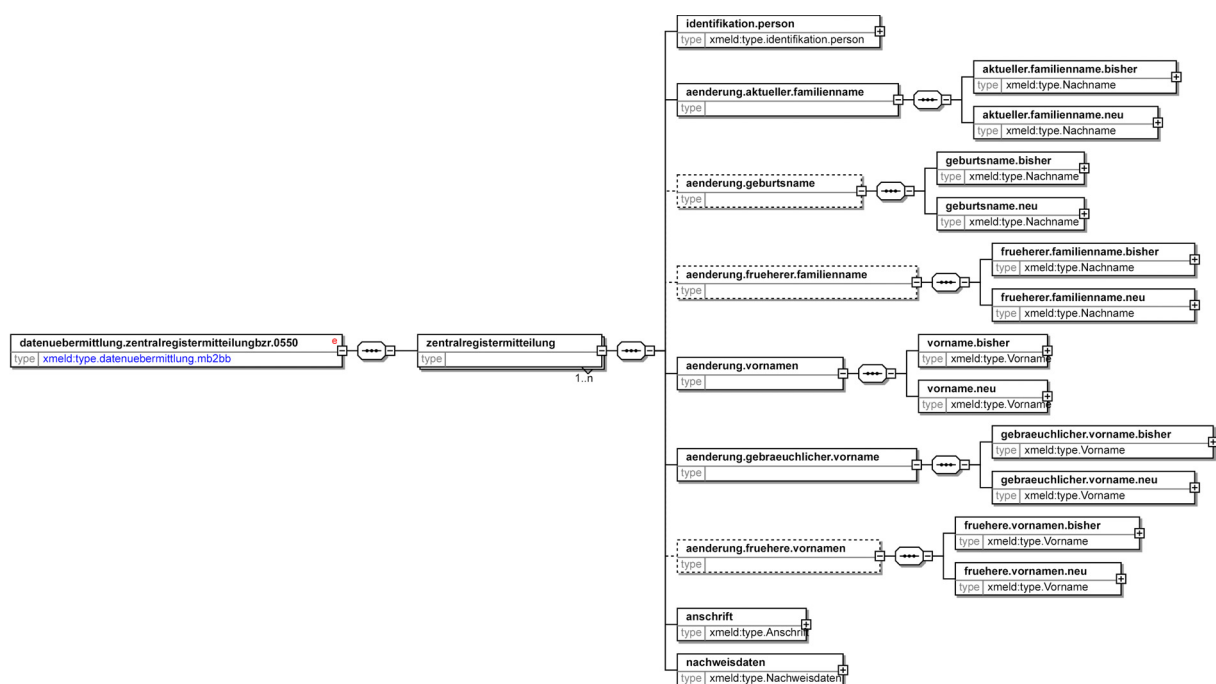 identifikation.person
type xmeld:type.identifikation.person
aktueller.familienname.bisher
type xmeld:type.Nachname
aenderung.aktueller.familienname
type
aktueller.familienname.neu
type xmeld:type.Nachname
geburtsname.bisher
type xmeld:type.Nachname
aenderung.geburtsname
type
geburtsname.neu
type xmeld:type.Nachname
frueherer.familienname.bisher
type xmeld:type.Nachname
aenderung.frueherer.familienname
type
frueherer.familienname.neu
type xmeld:type.Nachname
datenuebermittlung.zentralregistermitteilungbzr.0550 e
type xmeld:type.datenuebermittlung.mb2bb
zentralregistermitteilung
type
1..n
vorname.bisher
type xmeld:type.Vorname
aenderung.vornamen
type
vorname.neu
type xmeld:type.Vorname
gebraeuchlicher.vorname.bisher
type xmeld:type.Vorname
aenderung.gebraeuchlicher.vorname
type
gebraeuchlicher.vorname.neu
type xmeld:type.Vorname
fruehere.vornamen.bisher
type xmeld:type.Vorname
aenderung.fruehere.vornamen
type
fruehere.vornamen.neu
type xmeld:type.Vorname
anschrift
type xmeld:type.Anschrift
nachweisdaten
type xmeld:type.Nachweisdaten